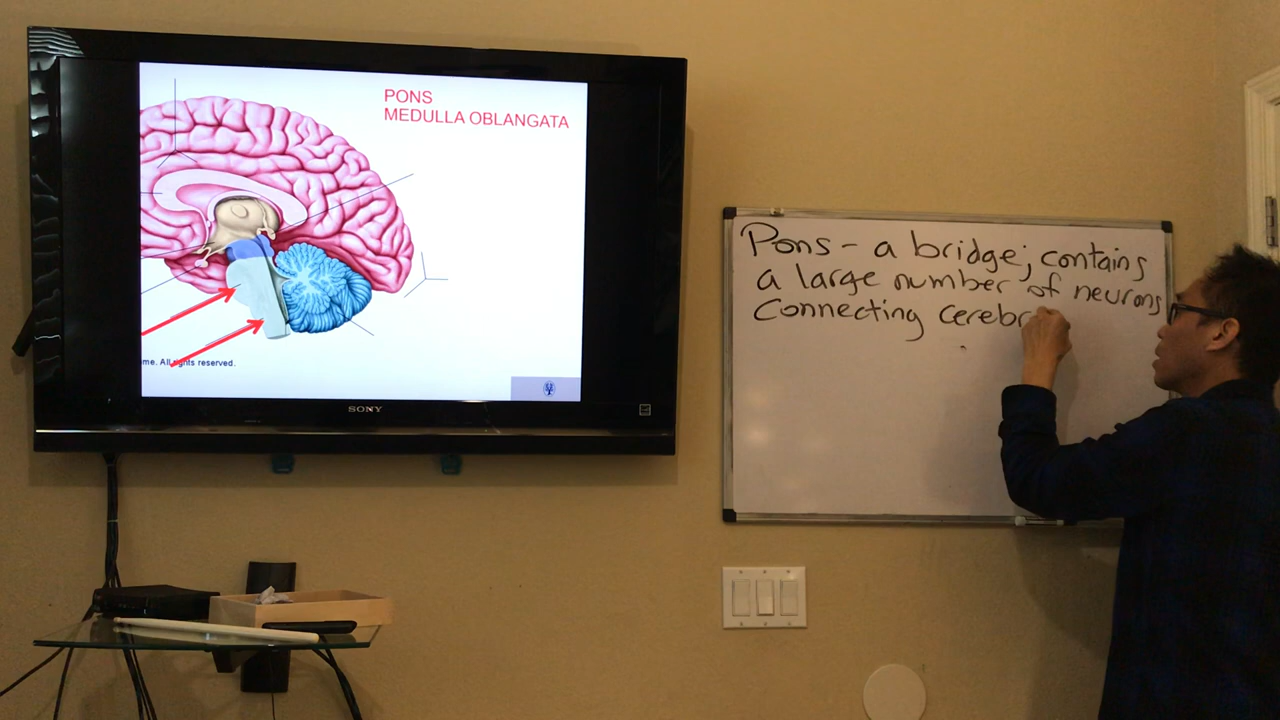 PONS
MEDULLA OBLANGATA
me. All rights reserved.
SONY
Pons - a bridge; contains
a large number of neurons
connecting cerebr